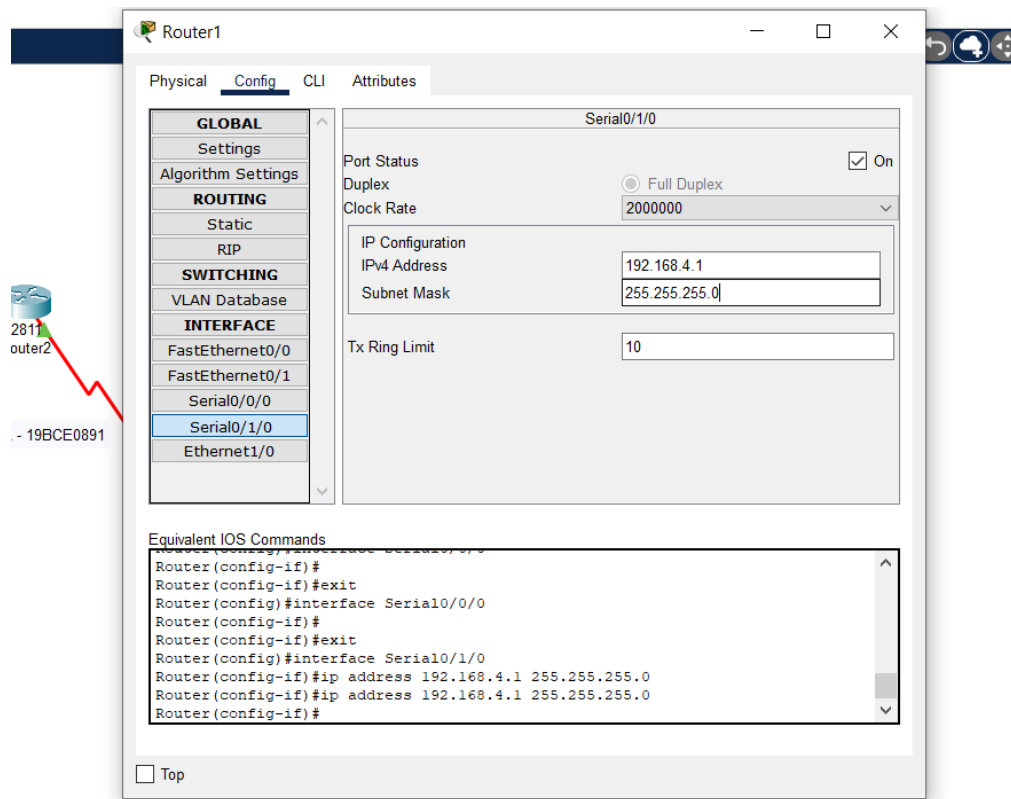 Router1
Physical Config CLI Attributes
GLOBAL
Settings
Algorithm Settings
ROUTING
Static
RIP
SWITCHING
VLAN Database
INTERFACE
FastEthernet0/0
FastEthernet0/1
Serial0/0/0
Serial0/1/0
Ethernet1/0
Serial0/1/0
Port Status On
Duplex Full Duplex
Clock Rate 2000000
IP Configuration
IPv4 Address 192.168.4.1
Subnet Mask 255.255.255.0
Tx Ring Limit 10
2811
outer2
- 19BCE0891
Equivalent IOS Commands
Router(config-if)#
Router(config-if)#exit
Router(config)#interface Serial0/0/0
Router(config-if)#
Router(config-if)#exit
Router(config)#interface Serial0/1/0
Router(config-if)#ip address 192.168.4.1 255.255.255.0
Router(config-if)#ip address 192.168.4.1 255.255.255.0
Router(config-if)#
Top